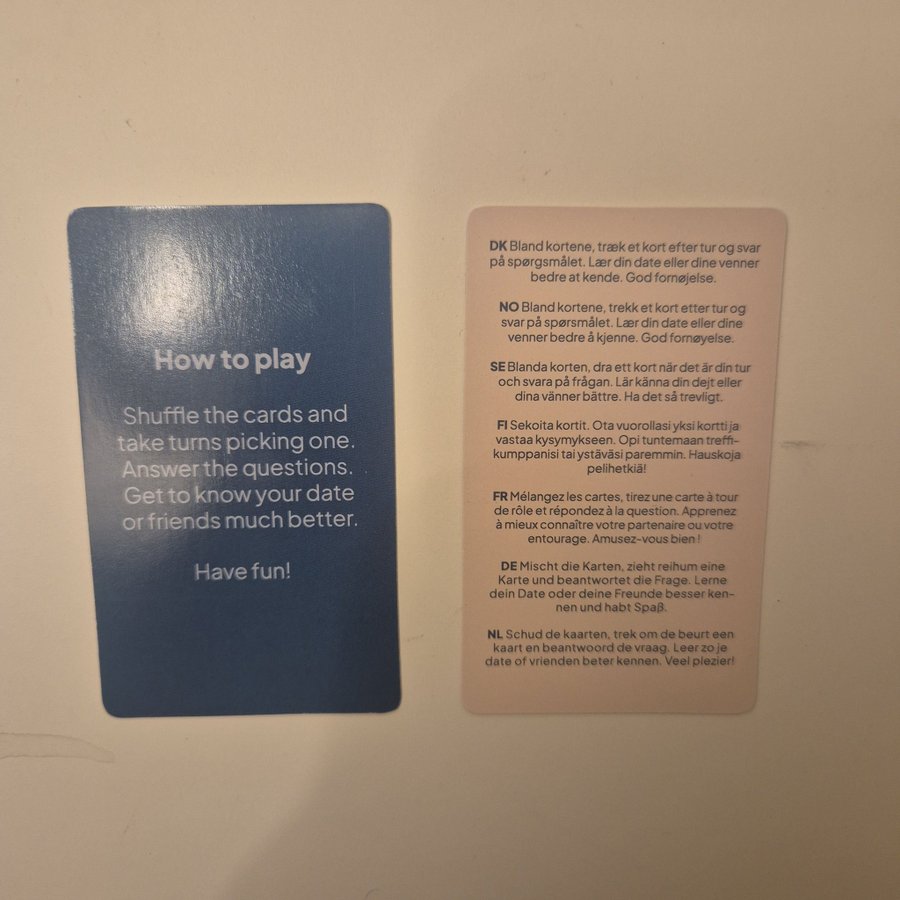 How to play
Shuffle the cards and
take turns picking one.
Answer the questions.
Get to know your date
or friends much better.
Have fun!
DK Bland kortene, træk et kort efter tur og svar
på spørgsmålet. Lær din date eller dine venner
bedre at kende. God fornøjelse.
NO Bland kortene, trekk et kort etter tur og
svar på spørsmålet. Lær din date eller dine
venner bedre å kjenne. God fornøyelse.
SE Blanda korten, dra ett kort när det är din tur
och svara på frågan. Lär känna din dejt eller
dina vänner bättre. Ha det så trevligt.
FI Sekoita kortit. Ota vuorollasi yksi kortti ja
vastaa kysymykseen. Opi tuntemaan treffi-
kumppanisi tai ystäväsi paremmin. Hauskoja
pelihetkiä!
FR Mélangez les cartes, tirez une carte à tour
de rôle et répondez à la question. Apprenez
à mieux connaître votre partenaire ou votre
entourage. Amusez-vous bien !
DE Mischt die Karten, zieht reihum eine
Karte und beantwortet die Frage. Lerne
dein Date oder deine Freunde besser ken-
nen und habt Spaß.
NL Schud de kaarten, trek om de beurt een
kaart en beantwoord de vraag. Leer zo je
date of vrienden beter kennen. Veel plezier!